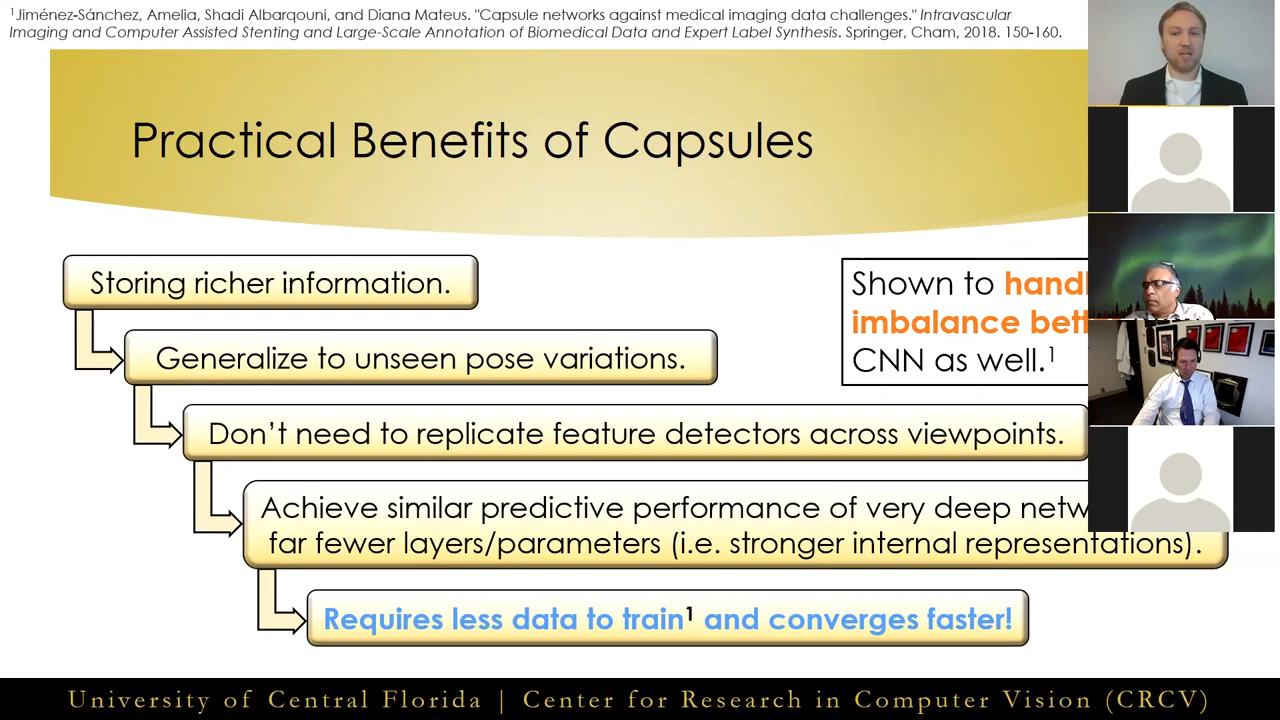 ¹Jiménez-Sánchez, Amelia, Shadi Albarqouni, and Diana Mateus. "Capsule networks against medical imaging data challenges." Intravascular
Imaging and Computer Assisted Stenting and Large-Scale Annotation of Biomedical Data and Expert Label Synthesis. Springer, Cham, 2018. 150-160.
Practical Benefits of Capsules
Storing richer information.
Shown to
imbalance
CNN as well.¹
Generalize to unseen pose variations.
Don't need to replicate feature detectors across viewpoints.
Achieve similar predictive performance of very deep
far fewer layers/parameters (i.e. stronger internal representations).
Requires less data to train¹ and converges faster!
University of Central Florida | Center for Research in Computer Vision (CRCV)